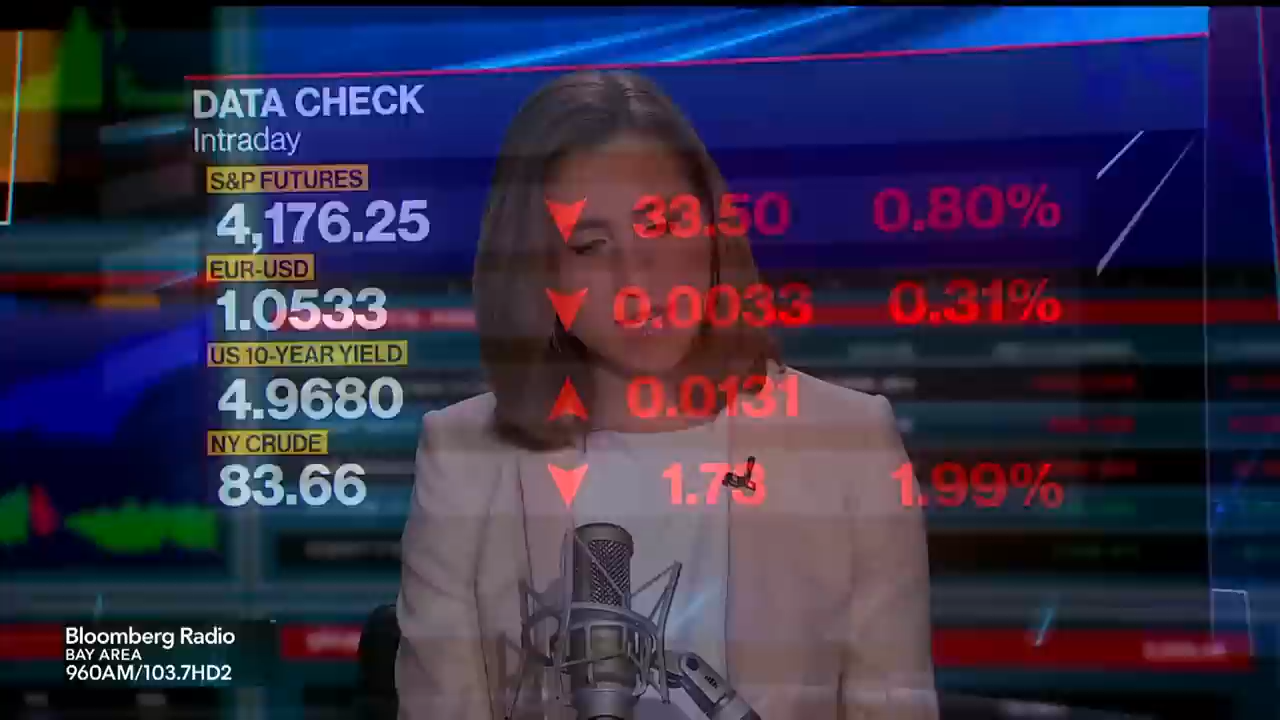 DATA CHECK
Intraday
S&P FUTURES
4,176.25 ▼ 33.50 0.80%
EUR-USD
1.0533 ▼ 0.0033 0.31%
US 10-YEAR YIELD
4.9680 ▲ 0.0131
NY CRUDE
83.66 ▼ 1.73 1.99%
Bloomberg Radio
BAY AREA
960AM/103.7HD2